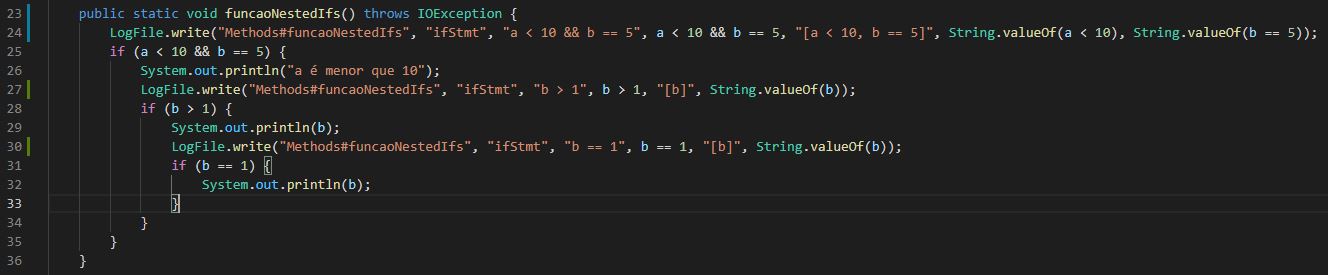 23 public static void funcaoNestedIfs() throws IOException {
24 LogFile.write("Methods#funcaoNestedIfs", "ifStmt", "a < 10 && b == 5", a < 10 && b == 5, "[a < 10, b == 5]", String.valueOf(a < 10), String.valueOf(b == 5));
25 if (a < 10 && b == 5) {
26 System.out.println("a é menor que 10");
27 LogFile.write("Methods#funcaoNestedIfs", "ifStmt", "b > 1", b > 1, "[b]", String.valueOf(b));
28 if (b > 1) {
29 System.out.println(b);
30 LogFile.write("Methods#funcaoNestedIfs", "ifStmt", "b == 1", b == 1, "[b]", String.valueOf(b));
31 if (b == 1) {
32 System.out.println(b);
33 }
34 }
35 }
36 }